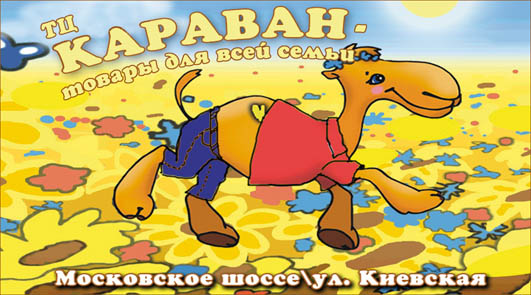 ТЦ
КАРАВАН-
товары для всей семьи
Московское шоссе\ул. Киевская